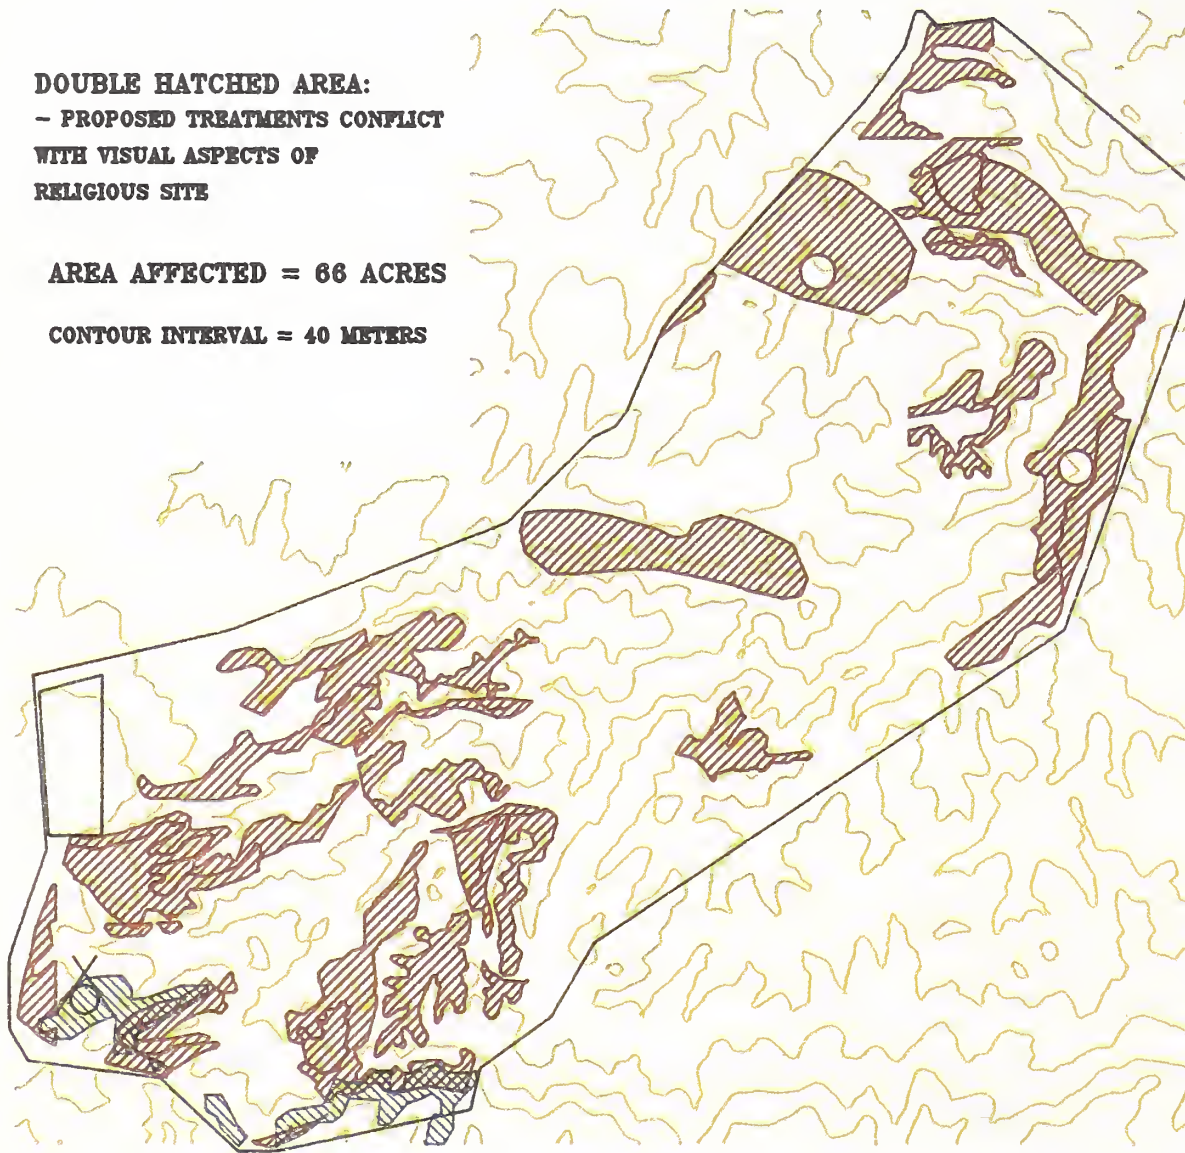 DOUBLE HATCHED AREA:
- PROPOSED TREATMENTS CONFLICT
WITH VISUAL ASPECTS OF
RELIGIOUS SITE
AREA AFFECTED = 66 ACRES
CONTOUR INTERVAL = 40 METERS